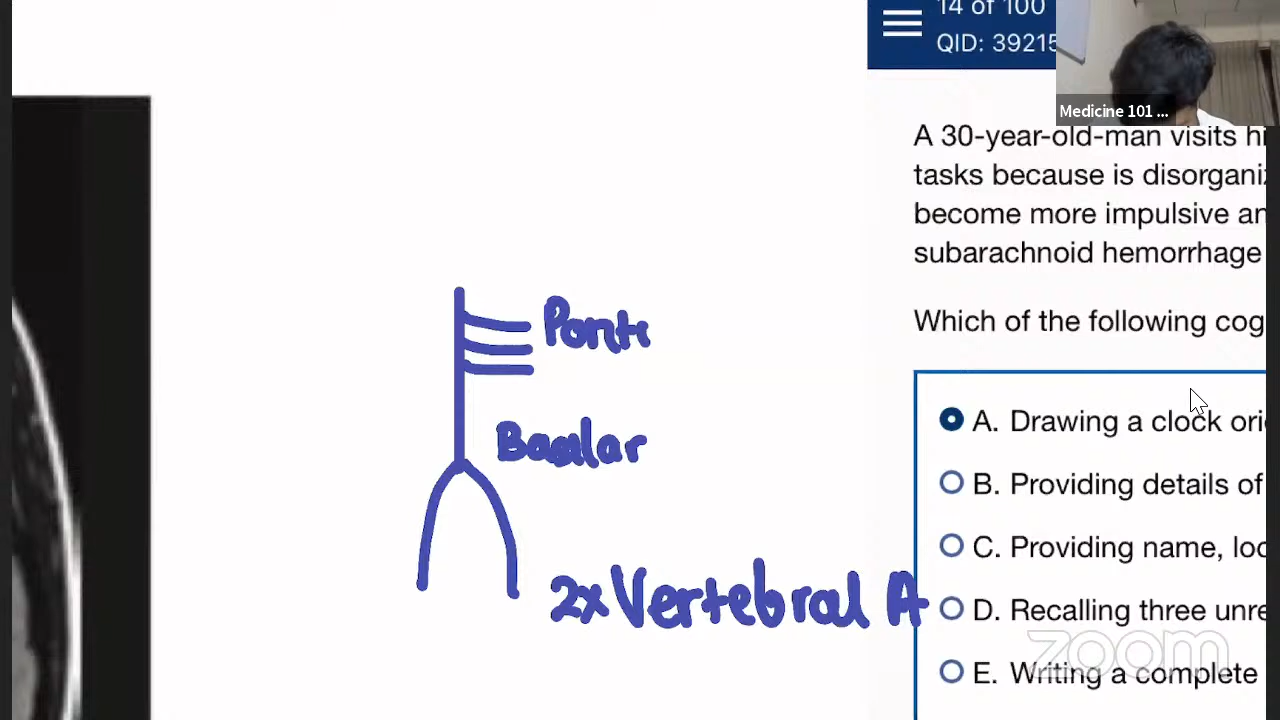 14 of 100
QID: 39215
Medicine 101 ...
A 30-year-old-man visits hi
tasks because is disorgani
become more impulsive an
subarachnoid hemorrhage
Which of the following cog
A. Drawing a clock ori
B. Providing details of
C. Providing name, loc
D. Recalling three unre
E. Writing a complete
Ponti
Basilar
2x Vertebral A
zoom